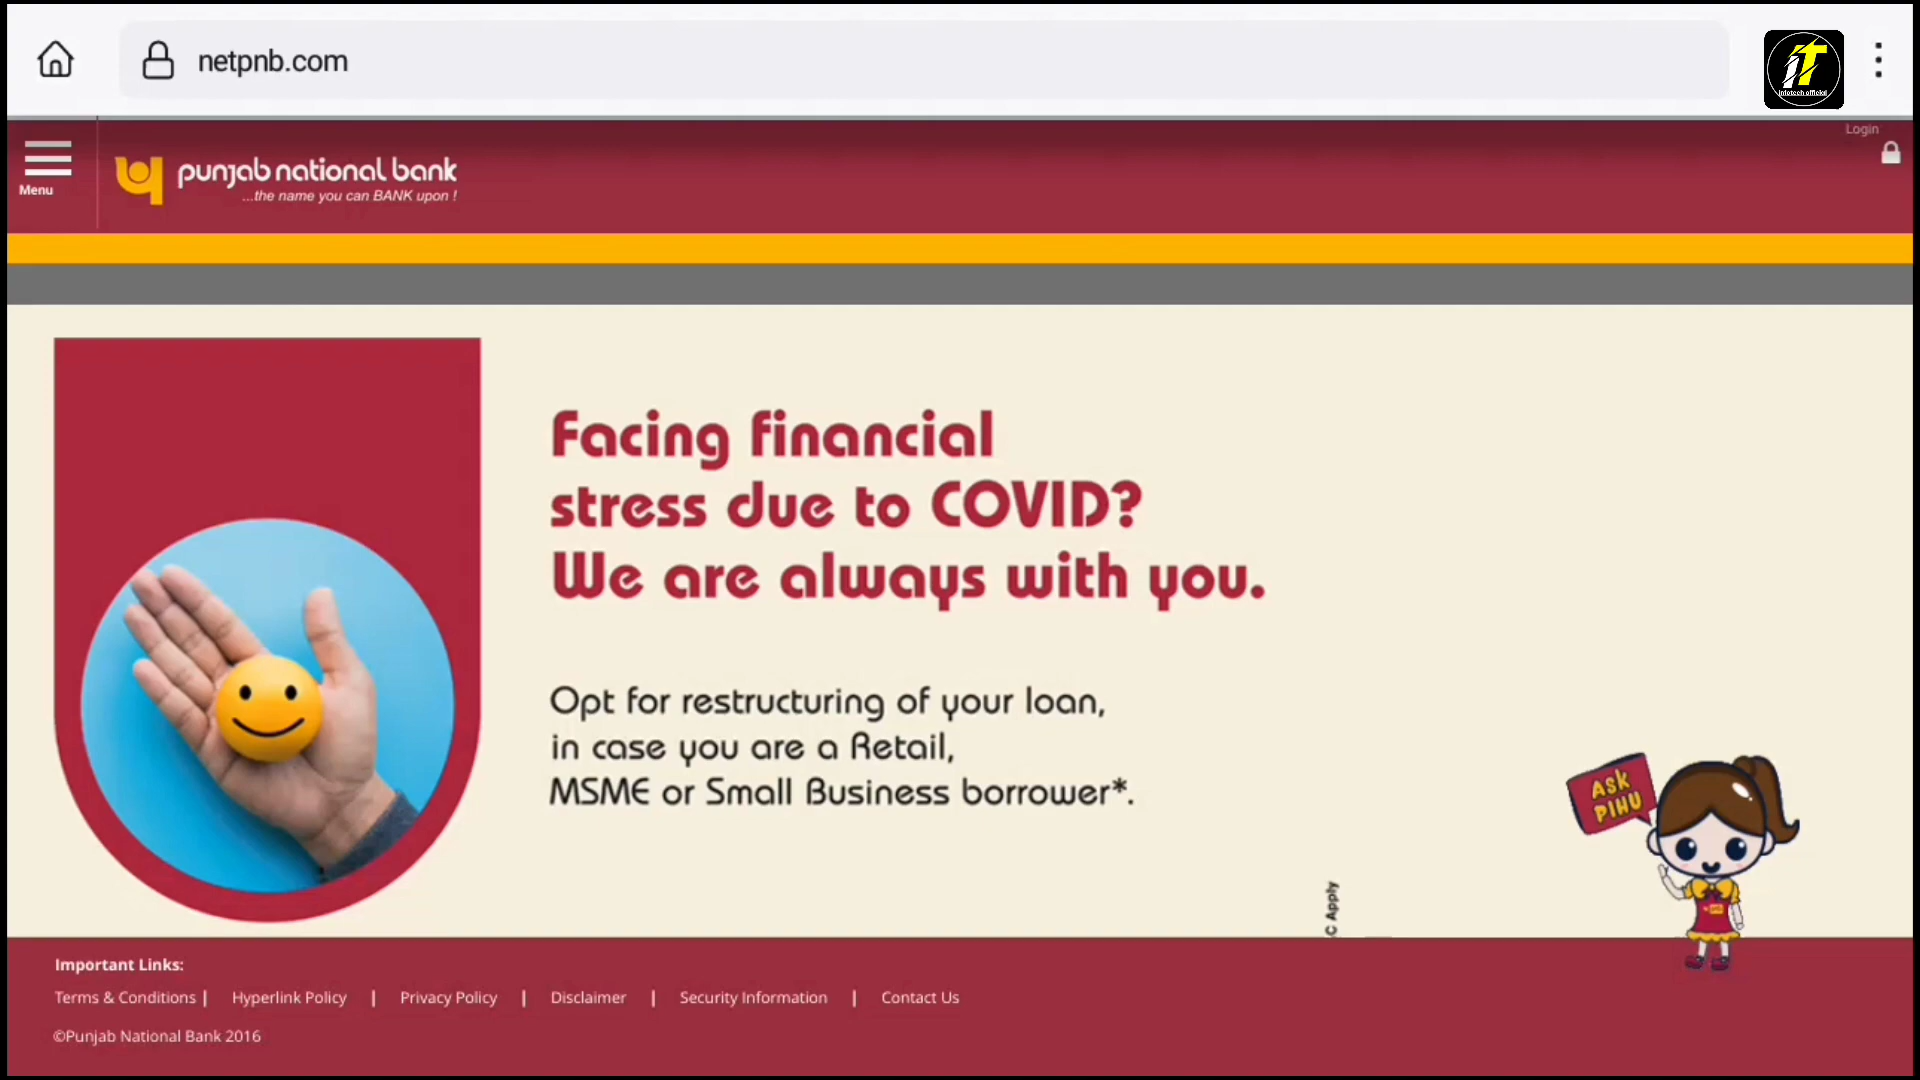 netpnb.com
iT
infotech official
Login
Menu
punjab national bank
...the name you can BANK upon !
Facing financial
stress due to COVID?
We are always with you.
Opt for restructuring of your loan,
in case you are a Retail,
MSME or Small Business borrower*.
C Apply
ASK
PIHU
Important Links:
Terms & Conditions | Hyperlink Policy | Privacy Policy | Disclaimer | Security Information | Contact Us
©Punjab National Bank 2016